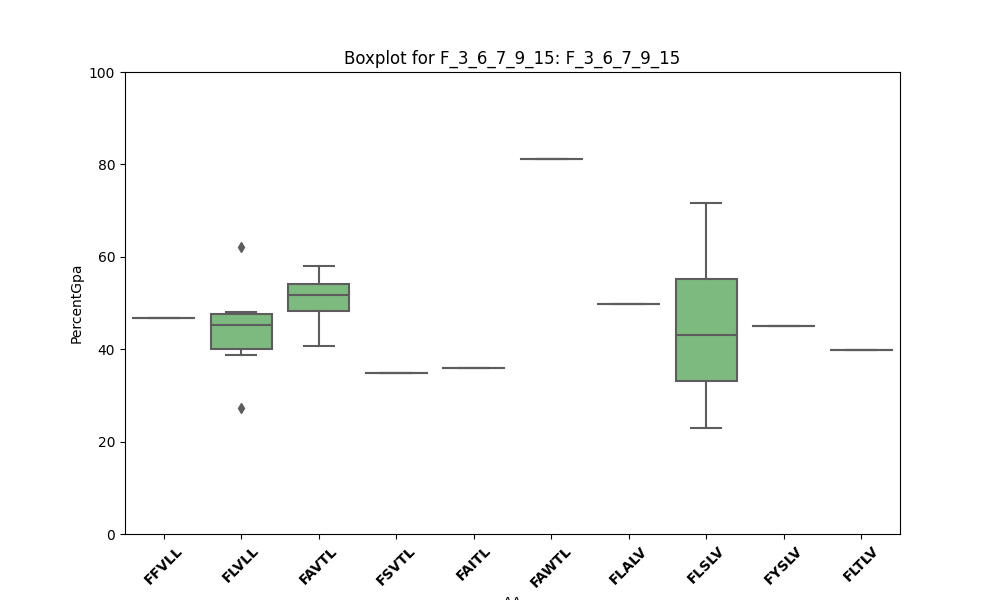 Boxplot for F_3_6_7_9_15: F_3_6_7_9_15
100
80
60
40
20
0
PercentGpa
FFVLL
FLVLL
FAVTL
FSVTL
FAITL
FAWTL
FLALV
FLSLV
FYSLV
FLTLV